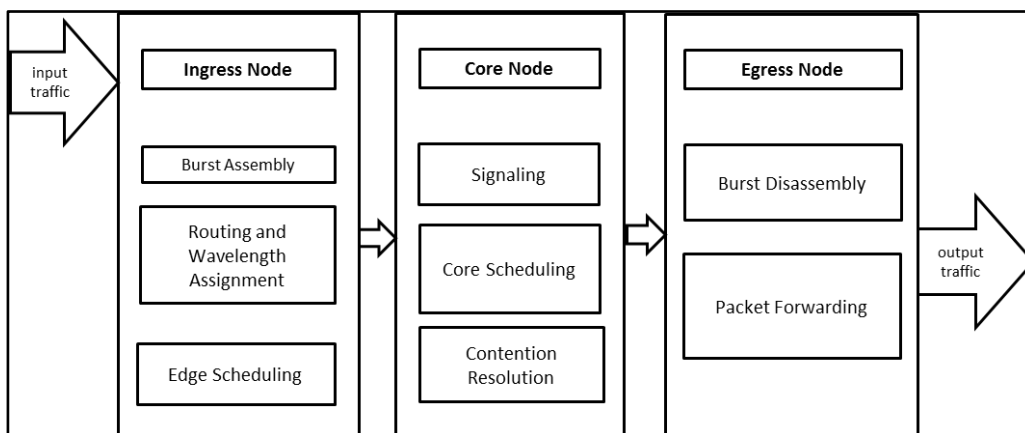 input
traffic
Ingress Node
Burst Assembly
Routing and
Wavelength
Assignment
Edge Scheduling
Core Node
Signaling
Core Scheduling
Contention
Resolution
Egress Node
Burst Disassembly
Packet Forwarding
output
traffic